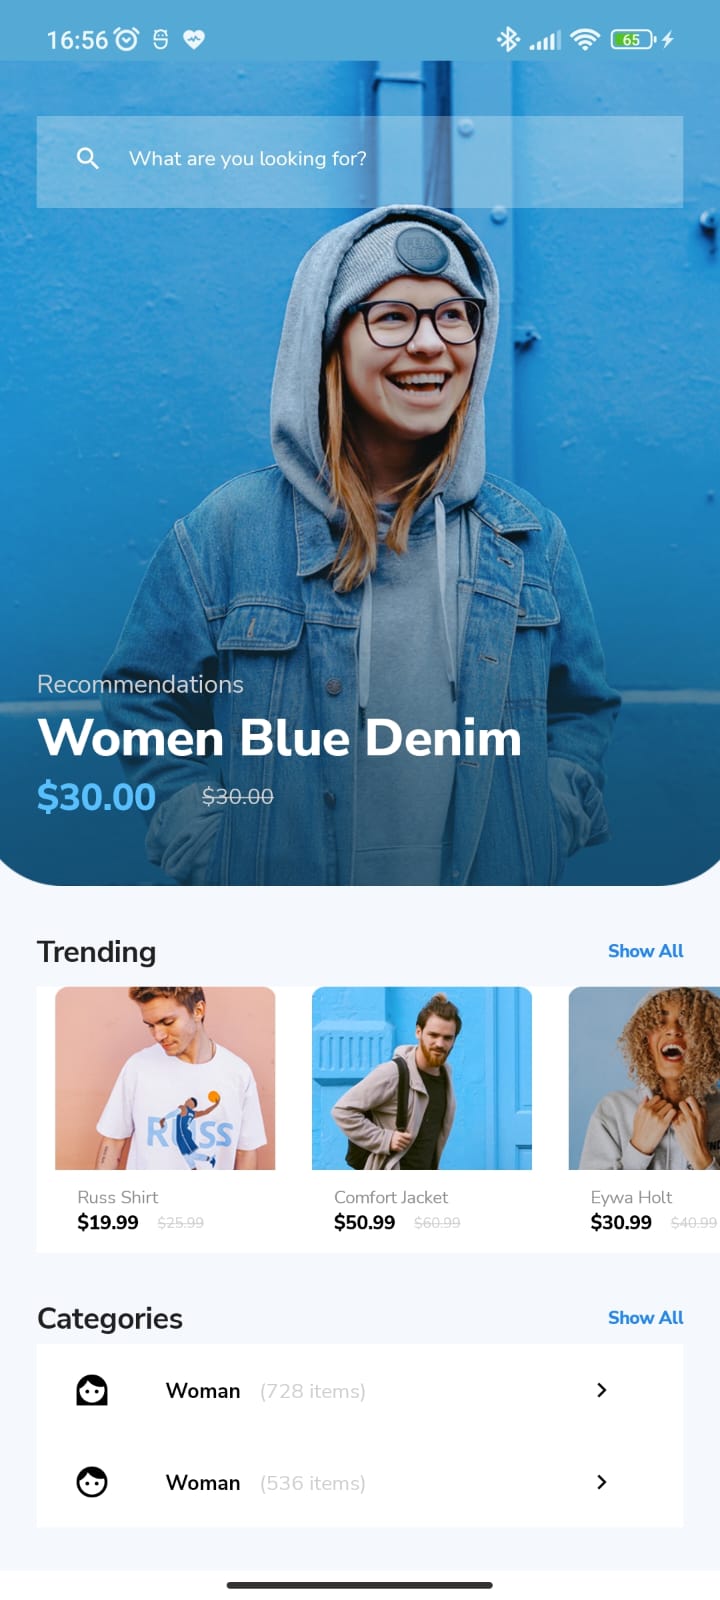 16:56
65
What are you looking for?
Recommendations
Women Blue Denim
$30.00 $30.00
Trending Show All
RUSS
Russ Shirt
$19.99 $25.99
Comfort Jacket
$50.99 $60.99
Eywa Holt
$30.99 $40.99
Categories Show All
Woman (728 items)
Woman (536 items)